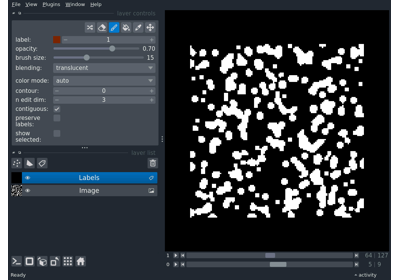 File View Plugins Window Help
layer controls
label: 1
opacity: 0.70
brush size: 15
blending: translucent
color mode: auto
contour: 0
n edit dim: 3
contiguous:
preserve
labels:
show
selected:
layer list
Labels
Image
1 64 127
0 5 9
Ready activity